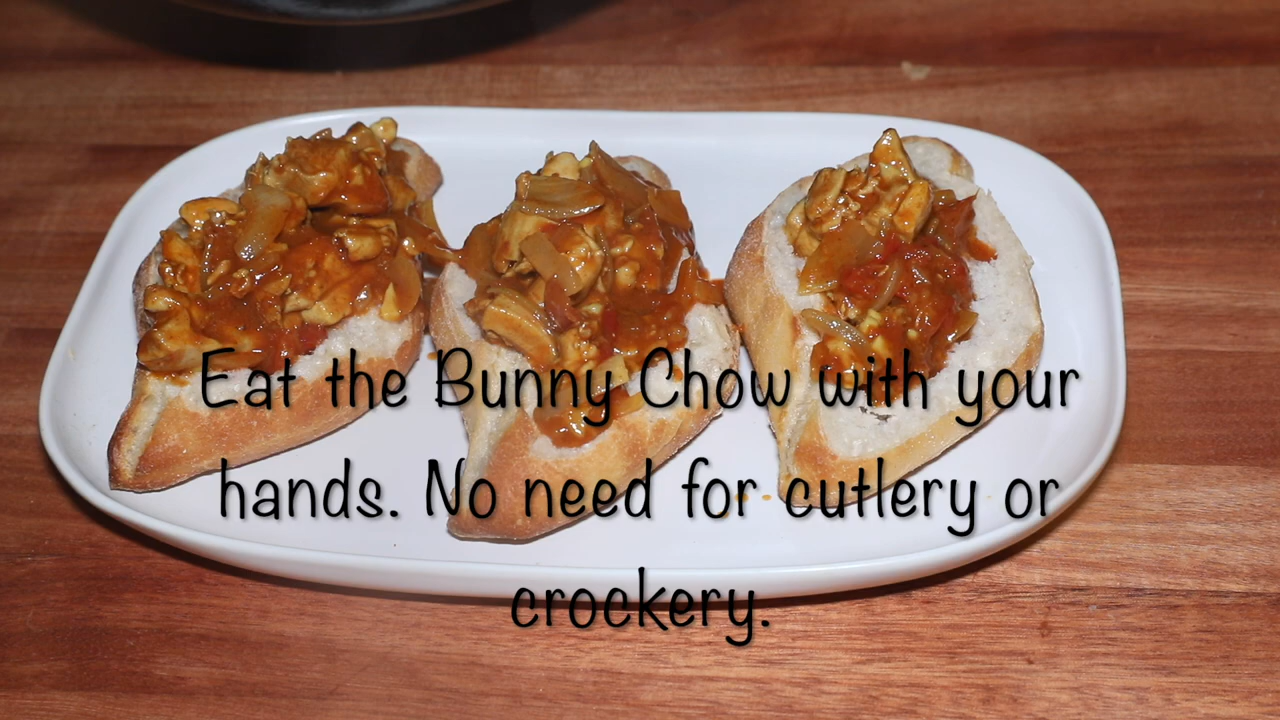 Eat the Bunny Chow with your
hands. No need for cutlery or
crockery.